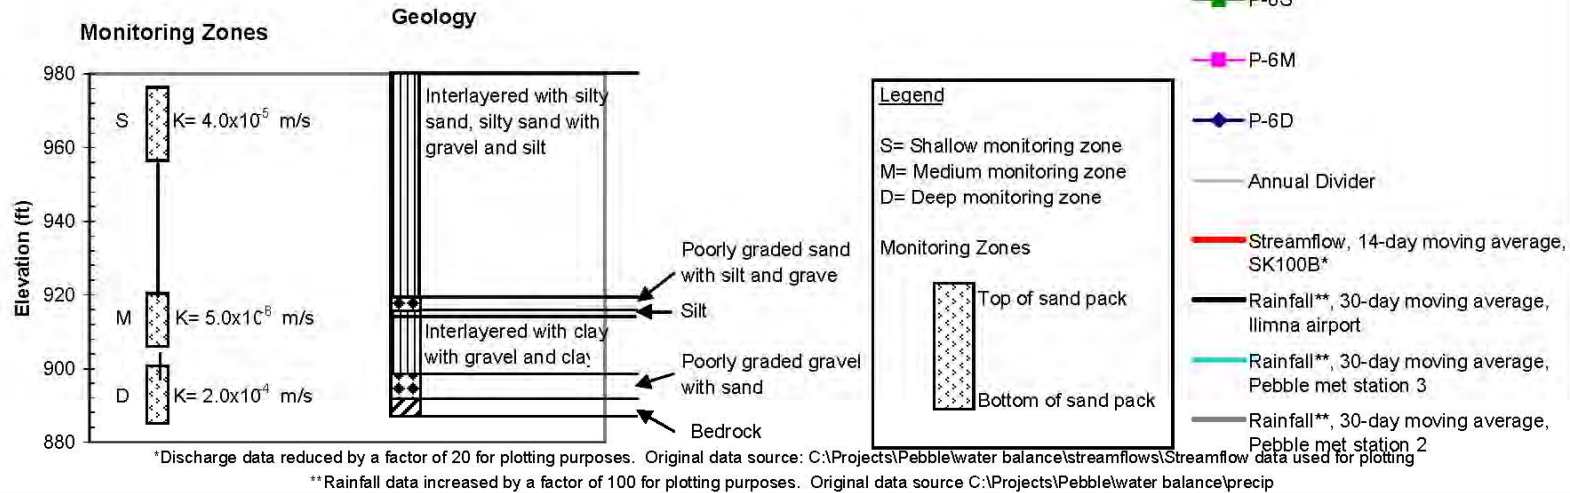 Monitoring Zones
Geology
Elevation (ft)
980
960
940
920
900
880
S
K= 4.0x10⁻⁵ m/s
M
K= 5.0x10⁻⁶ m/s
D
K= 2.0x10⁻⁴ m/s
Interlayered with silty
sand, silty sand with
gravel and silt
Interlayered with clay
with gravel and clay
Poorly graded sand
with silt and grave
Silt
Poorly graded gravel
with sand
Bedrock
Legend
S= Shallow monitoring zone
M= Medium monitoring zone
D= Deep monitoring zone
Monitoring Zones
Top of sand pack
Bottom of sand pack
P-6S
P-6M
P-6D
Annual Divider
Streamflow, 14-day moving average,
SK100B*
Rainfall**, 30-day moving average,
Ilimna airport
Rainfall**, 30-day moving average,
Pebble met station 3
Rainfall**, 30-day moving average,
Pebble met station 2
*Discharge data reduced by a factor of 20 for plotting purposes. Original data source: C:\Projects\Pebble\water balance\streamflows\Streamflow data used for plotting
**Rainfall data increased by a factor of 100 for plotting purposes. Original data source C:\Projects\Pebble\water balance\precip